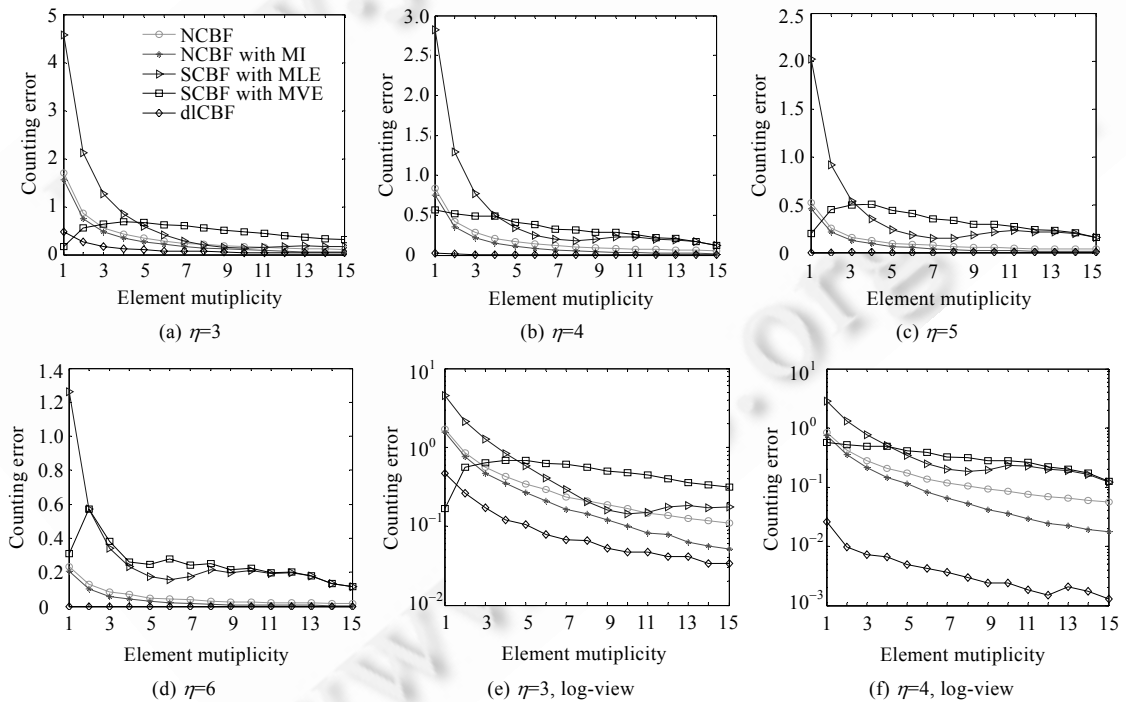 5
4
3
2
1
0
Counting error
NCBF
NCBF with MI
SCBF with MLE
SCBF with MVE
dlCBF
1 3 5 7 9 11 13 15
Element mutiplicity
(a) η=3
3.0
2.5
2.0
1.5
1.0
0.5
0
Counting error
1 3 5 7 9 11 13 15
Element mutiplicity
(b) η=4
2.5
2.0
1.5
1.0
0.5
0
Counting error
1 3 5 7 9 11 13 15
Element mutiplicity
(c) η=5
1.4
1.2
1.0
0.8
0.6
0.4
0.2
0
Counting error
1 3 5 7 9 11 13 15
Element mutiplicity
(d) η=6
10¹
10⁰
10⁻¹
10⁻²
Counting error
1 3 5 7 9 11 13 15
Element mutiplicity
(e) η=3, log-view
10¹
10⁰
10⁻¹
10⁻²
10⁻³
Counting error
1 3 5 7 9 11 13 15
Element mutiplicity
(f) η=4, log-view